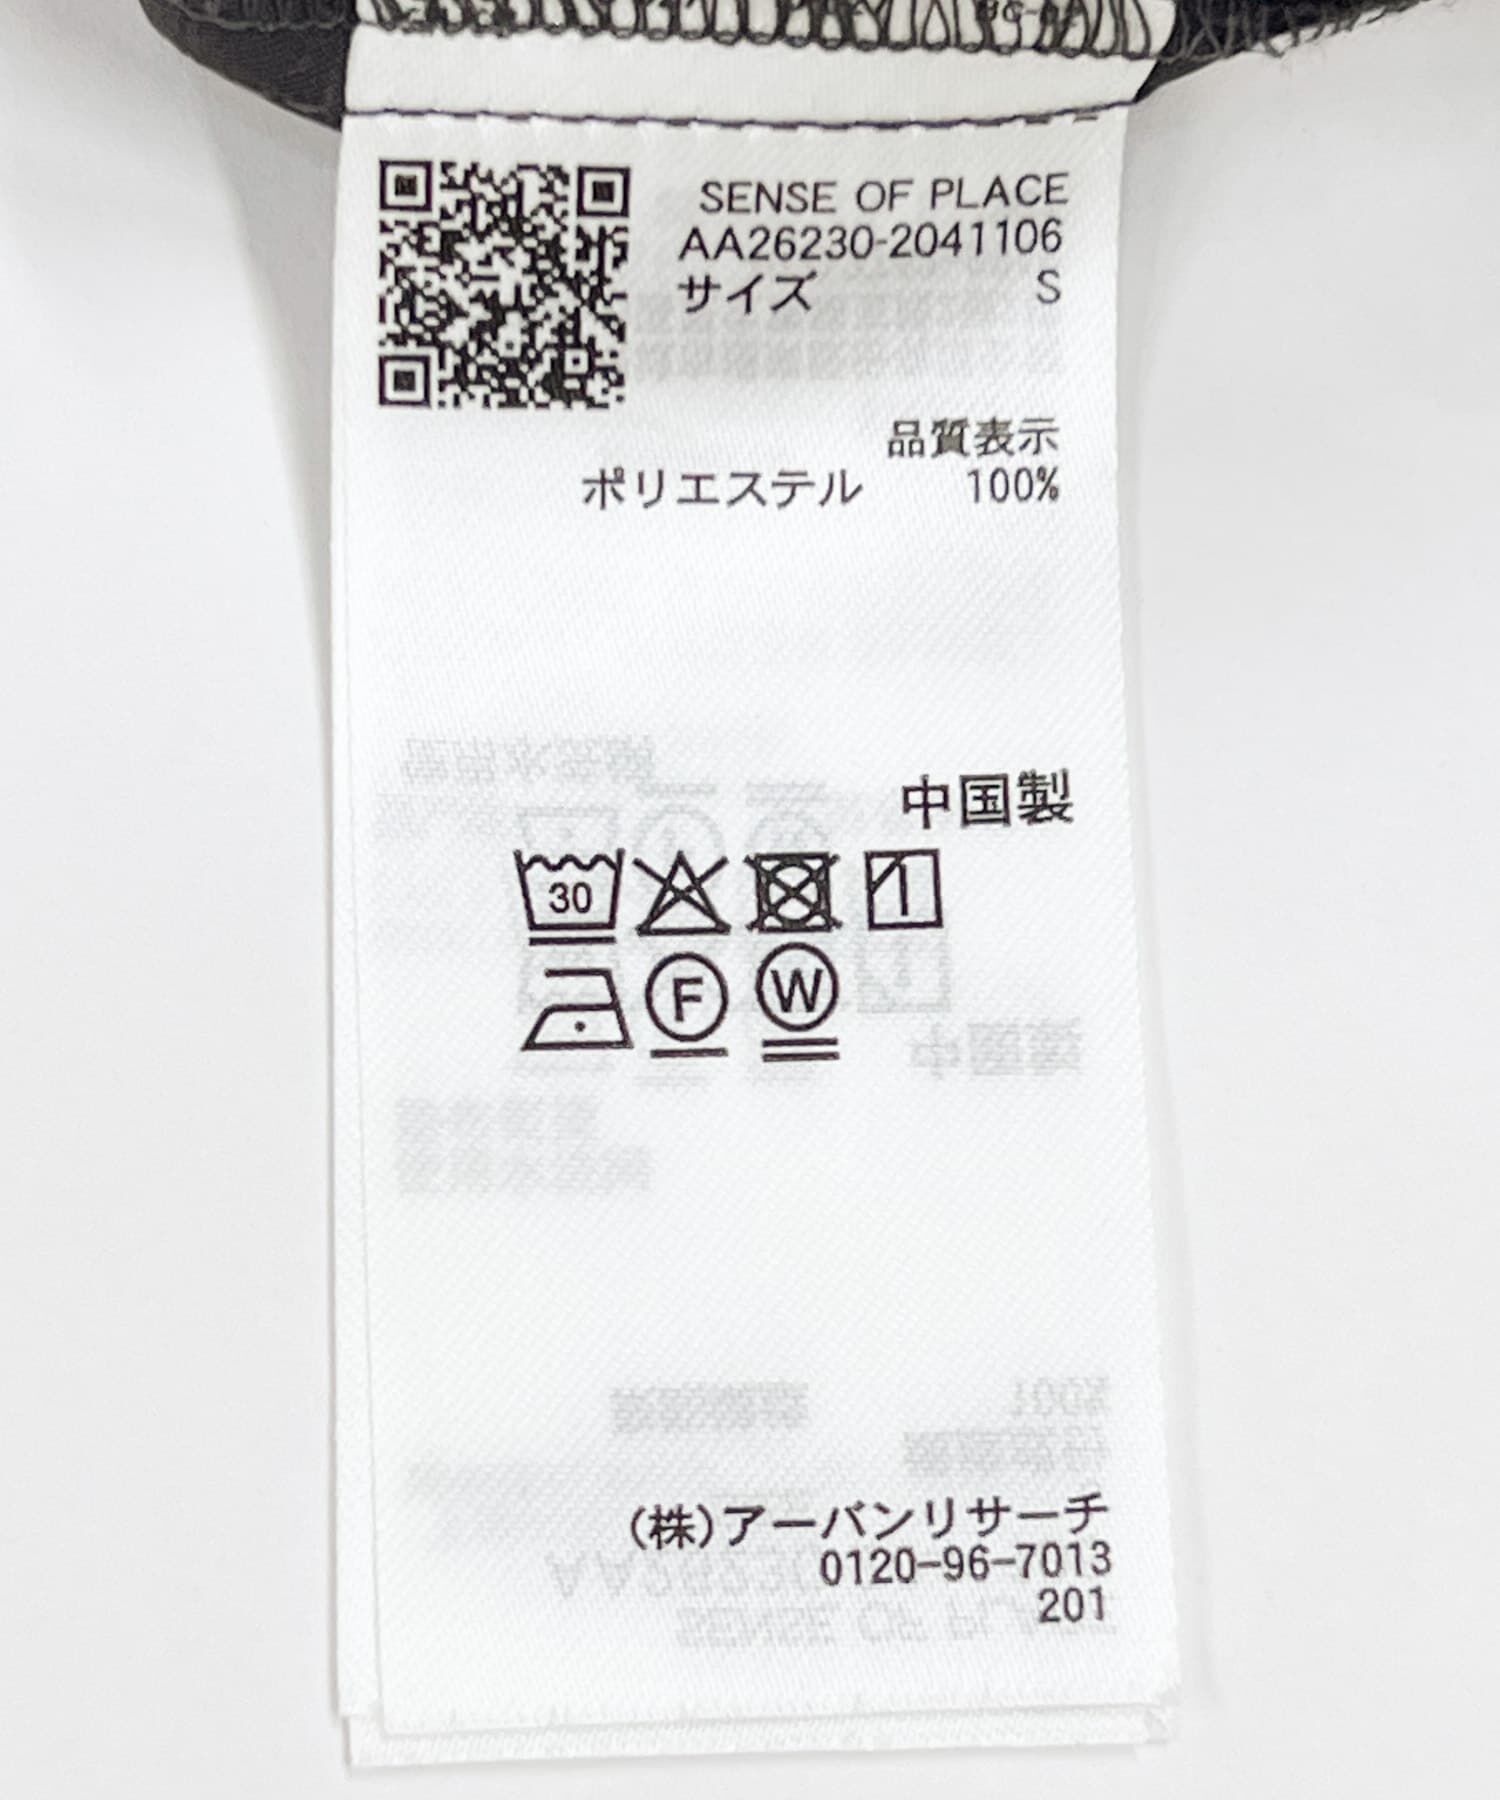 SENSE OF PLACE
AA26230-2041106
サイズ S
品質表示
ポリエステル 100%
中国製
30
F W
(株)アーバンリサーチ
0120-96-7013
201